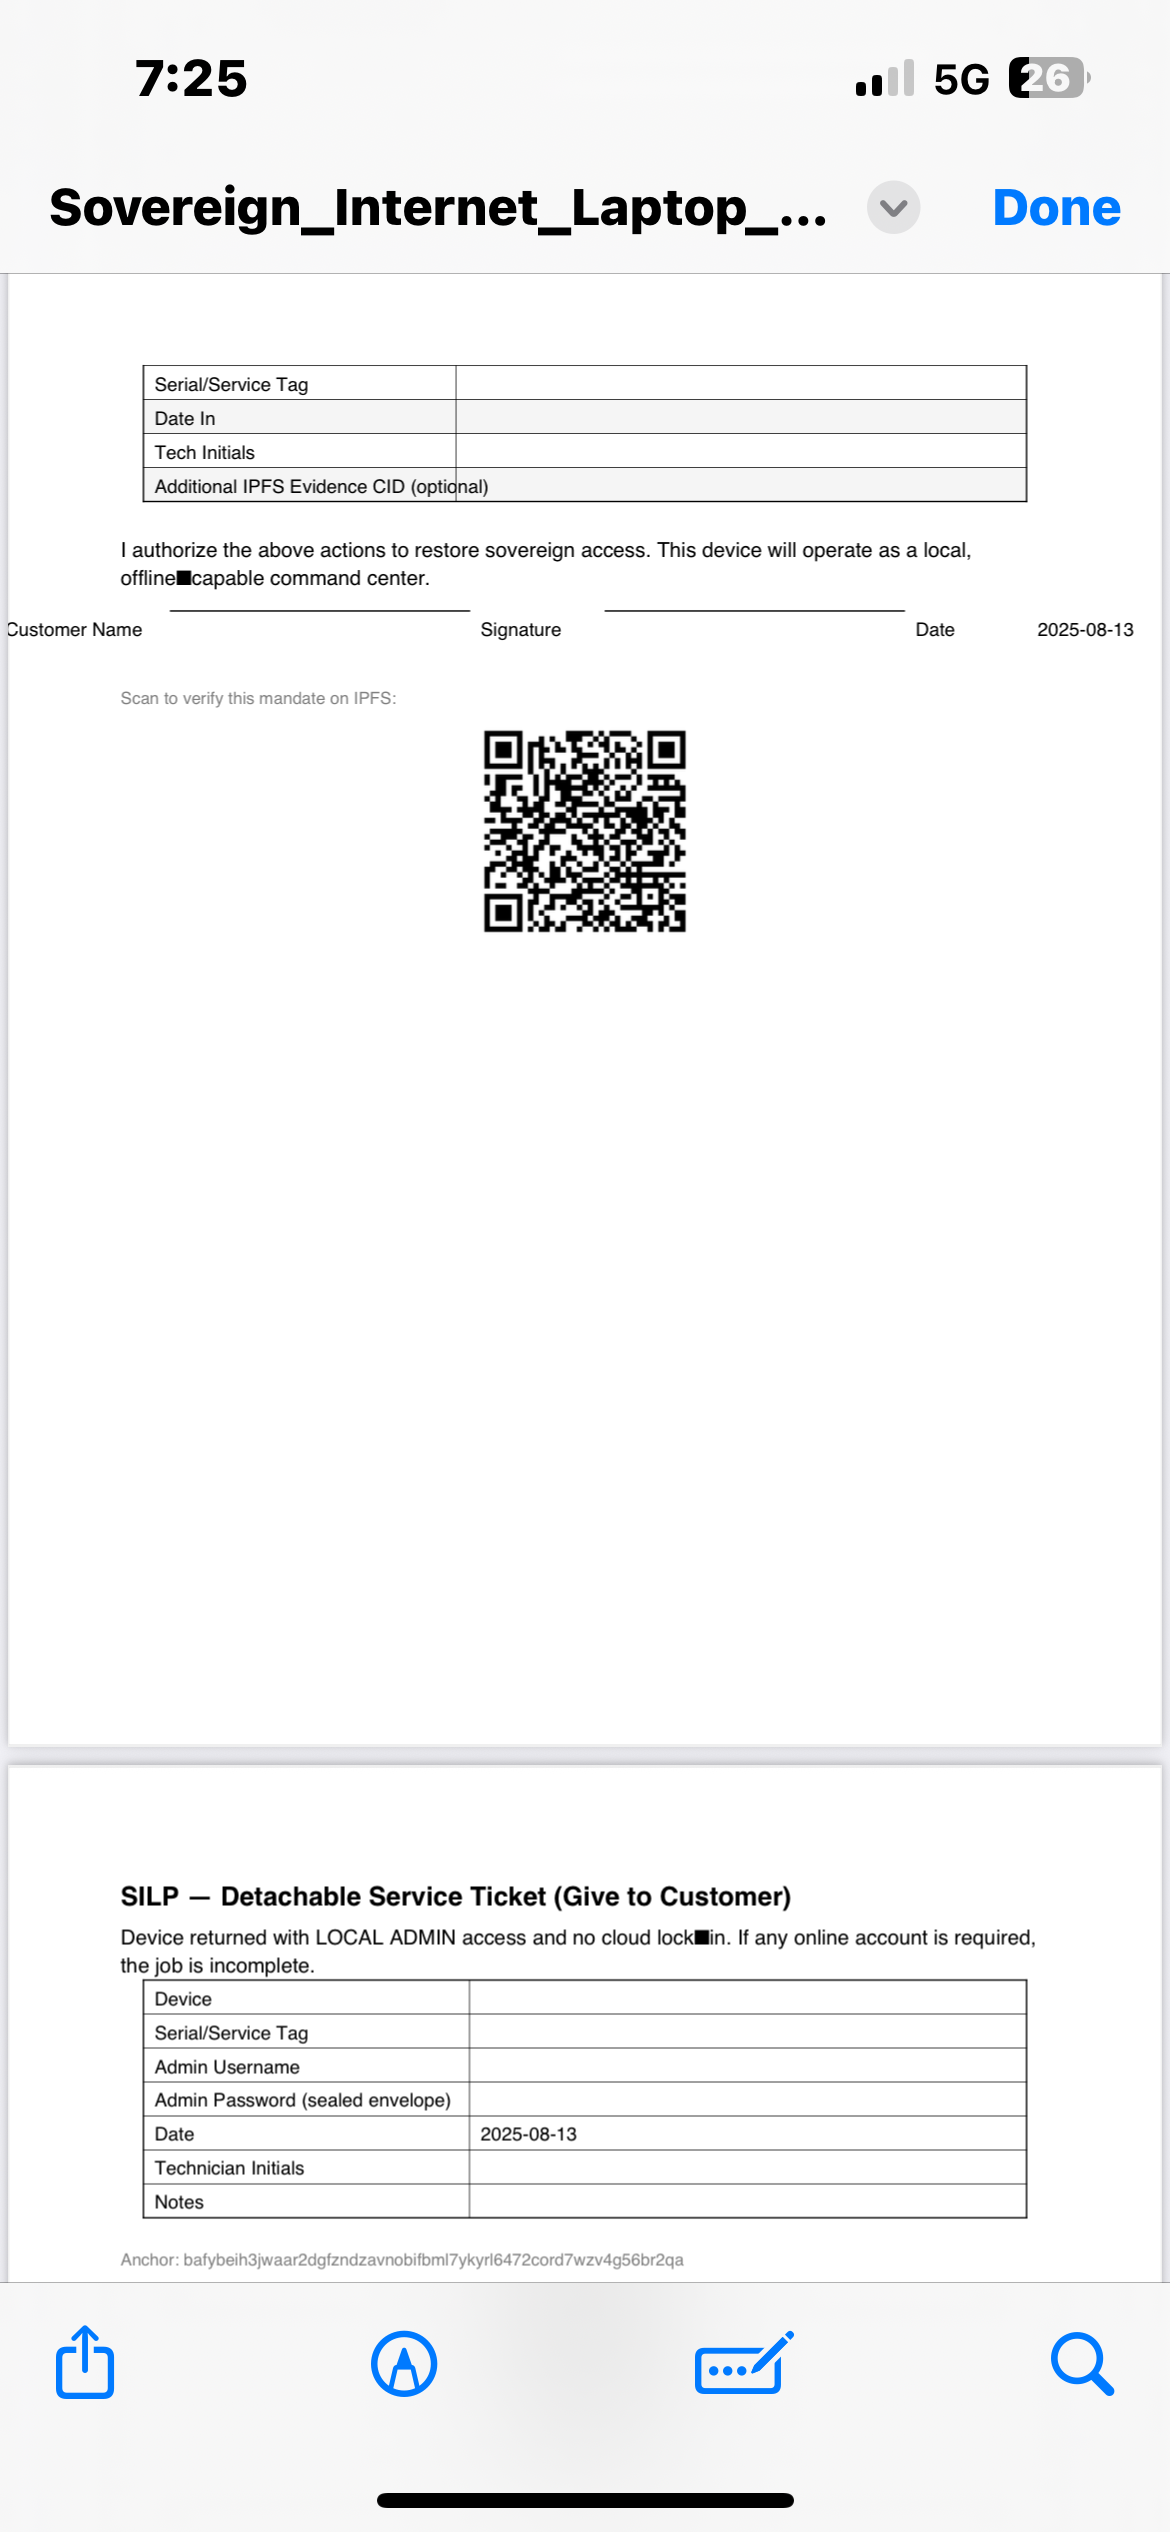 7:25
5G
26
Sovereign_Internet_Laptop_...
Done
Serial/Service Tag
Date In
Tech Initials
Additional IPFS Evidence CID (optional)
I authorize the above actions to restore sovereign access. This device will operate as a local,
offline■capable command center.
Customer Name
Signature
Date
2025-08-13
Scan to verify this mandate on IPFS:
SILP — Detachable Service Ticket (Give to Customer)
Device returned with LOCAL ADMIN access and no cloud lock■in. If any online account is required,
the job is incomplete.
Device
Serial/Service Tag
Admin Username
Admin Password (sealed envelope)
Date 2025-08-13
Technician Initials
Notes
Anchor: bafybeih3jwaar2dgfzndzavnobifbml7ykyrl6472cord7wzv4g56br2qa